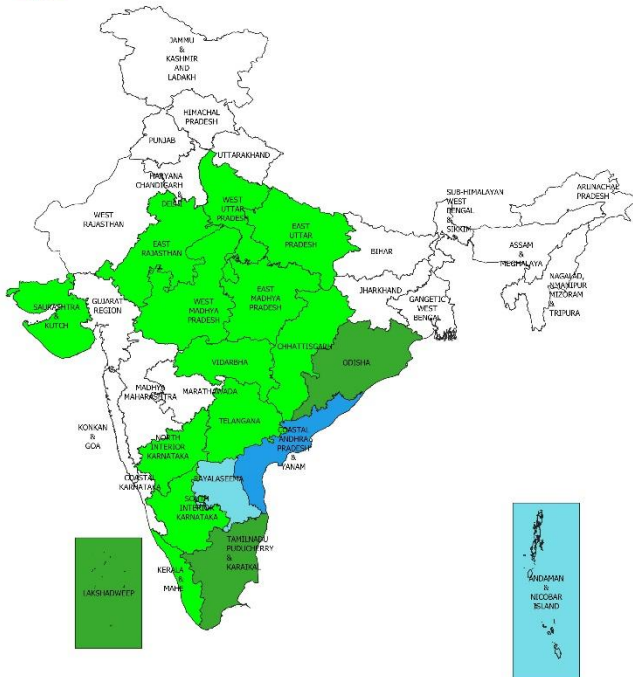 JAMMU
&
KASHMIR
AND
LADAKH
HIMACHAL
PRADESH
PUNJAB
UTTARAKHAND
HARYANA
CHANDIGARH
&
DELHI
WEST
RAJASTHAN
WEST
UTTAR
PRADESH
EAST
UTTAR
PRADESH
EAST
RAJASTHAN
SUB-HIMALAYAN
WEST
BENGAL
&
SIKKIM
ARUNACHAL
PRADESH
ASSAM
&
MEGHALAYA
NAGALAD,
MANIPUR
MIZORAM
&
TRIPURA
BIHAR
JHARKHAND
GANGETIC
WEST
BENGAL
SAURASHTRA
&
KUTCH
GUJARAT
REGION
WEST
MADHYA
PRADESH
EAST
MADHYA
PRADESH
CHHATTISGARH
ODISHA
VIDARBHA
MADHYA
MAHARASHTRA
MARATHAWADA
TELANGANA
KONKAN
&
GOA
NORTH
INTERIOR
KARNATAKA
COASTAL
ANDHRA
PRADESH
&
YANAM
COASTAL
KARNATAKA
RAYALASEEMA
SOUTH
INTERIOR
KARNATAKA
TAMILNADU
PUDUCHERRY
&
KARAIKAL
KERALA
&
MAHE
LAKSHADWEEP
ANDAMAN
&
NICOBAR
ISLAND